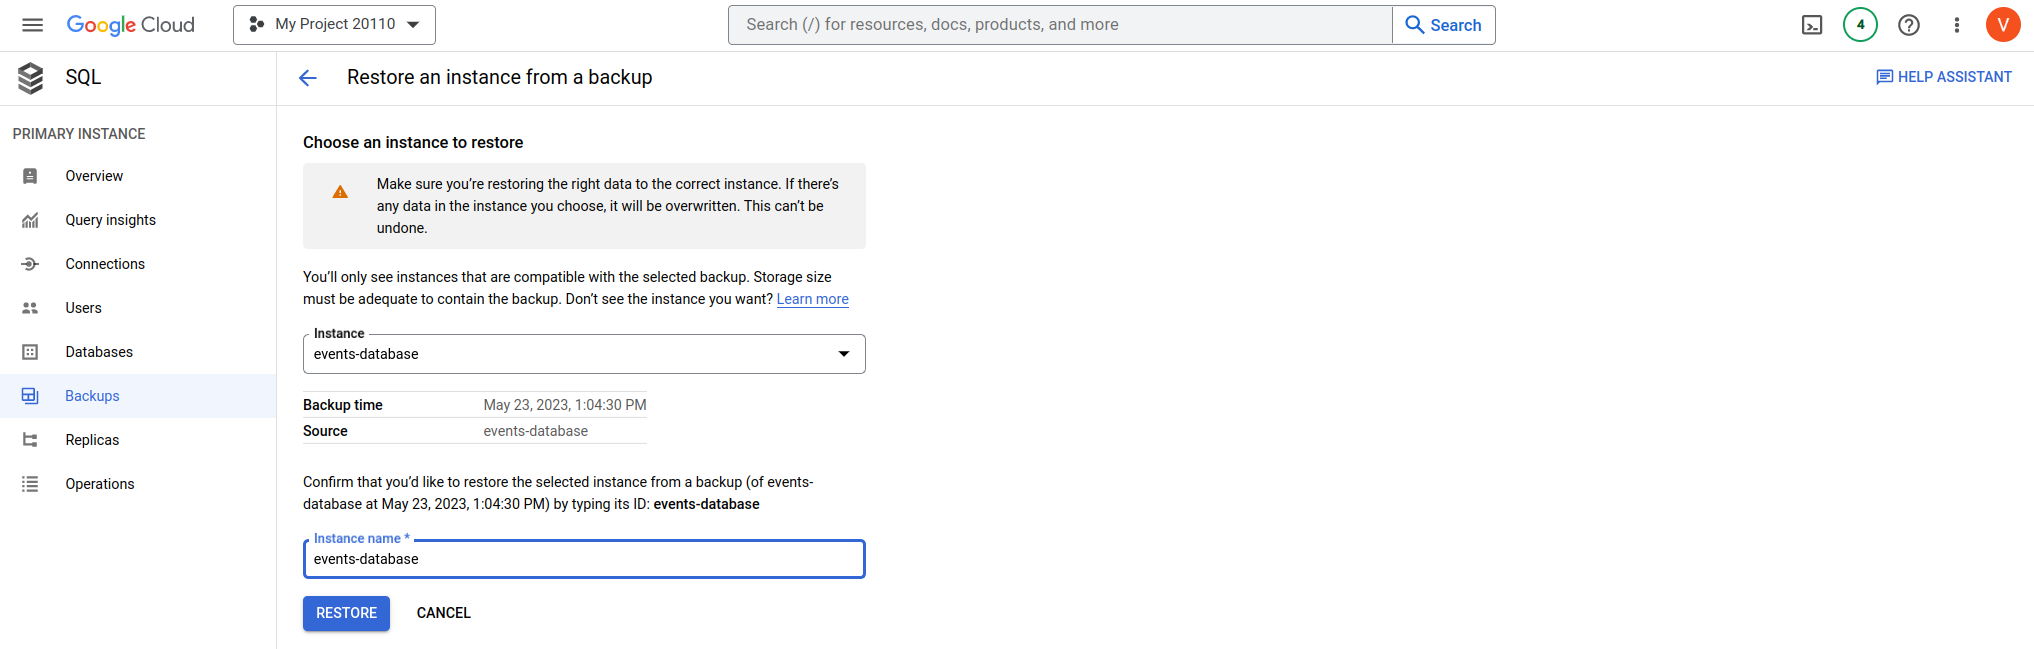 Google Cloud
My Project 20110
Search (/) for resources, docs, products, and more
Search
4
V
SQL
Restore an instance from a backup
HELP ASSISTANT
PRIMARY INSTANCE
Overview
Query insights
Connections
Users
Databases
Backups
Replicas
Operations
Choose an instance to restore
Make sure you’re restoring the right data to the correct instance. If there’s
any data in the instance you choose, it will be overwritten. This can’t be
undone.
You’ll only see instances that are compatible with the selected backup. Storage size
must be adequate to contain the backup. Don’t see the instance you want? Learn more
Instance
events-database
Backup time May 23, 2023, 1:04:30 PM
Source events-database
Confirm that you’d like to restore the selected instance from a backup (of events-
database at May 23, 2023, 1:04:30 PM) by typing its ID: events-database
Instance name *
events-database
RESTORE
CANCEL